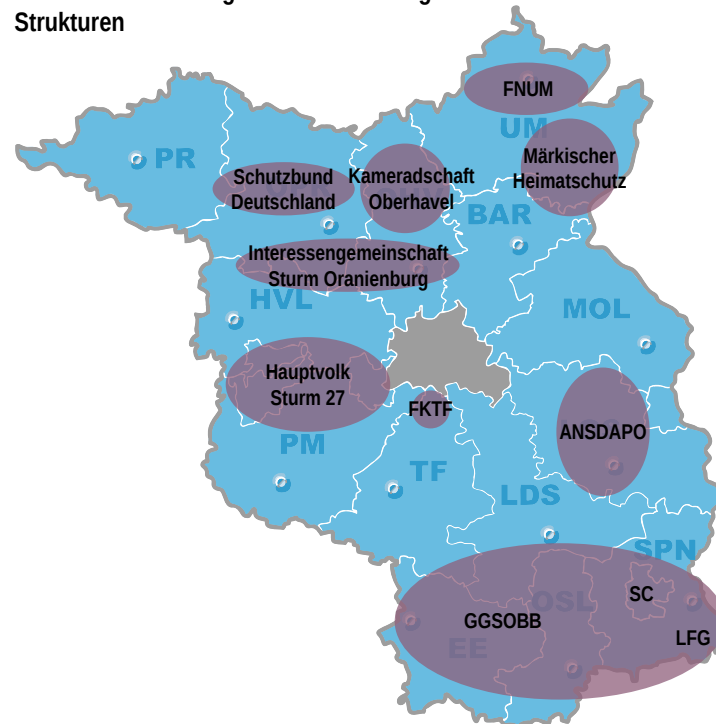 Strukturen
FNUM
UM
PR
Märkischer
Heimatschutz
Schutzbund
Deutschland
Kameradschaft
Oberhavel
BAR
Interessengemeinschaft
Sturm Oranienburg
HVL
MOL
Hauptvolk
Sturm 27
FKTF
ANSDAPO
PM
TF
LDS
SPN
SC
OSL
GGSOBB
LFG
EE